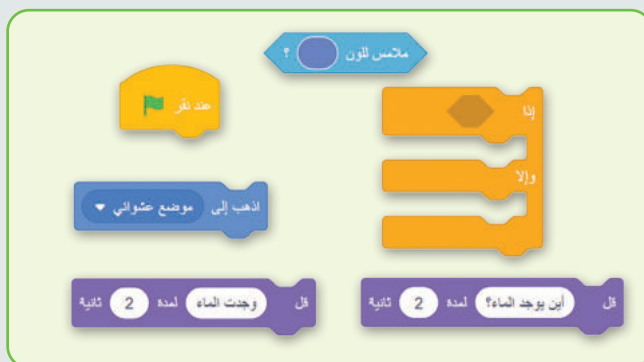 ملامس للون ؟
عند نقر
إذا
وإلا
اذهب إلى موضع عشوائي
قل أين يوجد الماء؟ لمدة 2 ثانية
قل وجدت الماء لمدة 2 ثانية